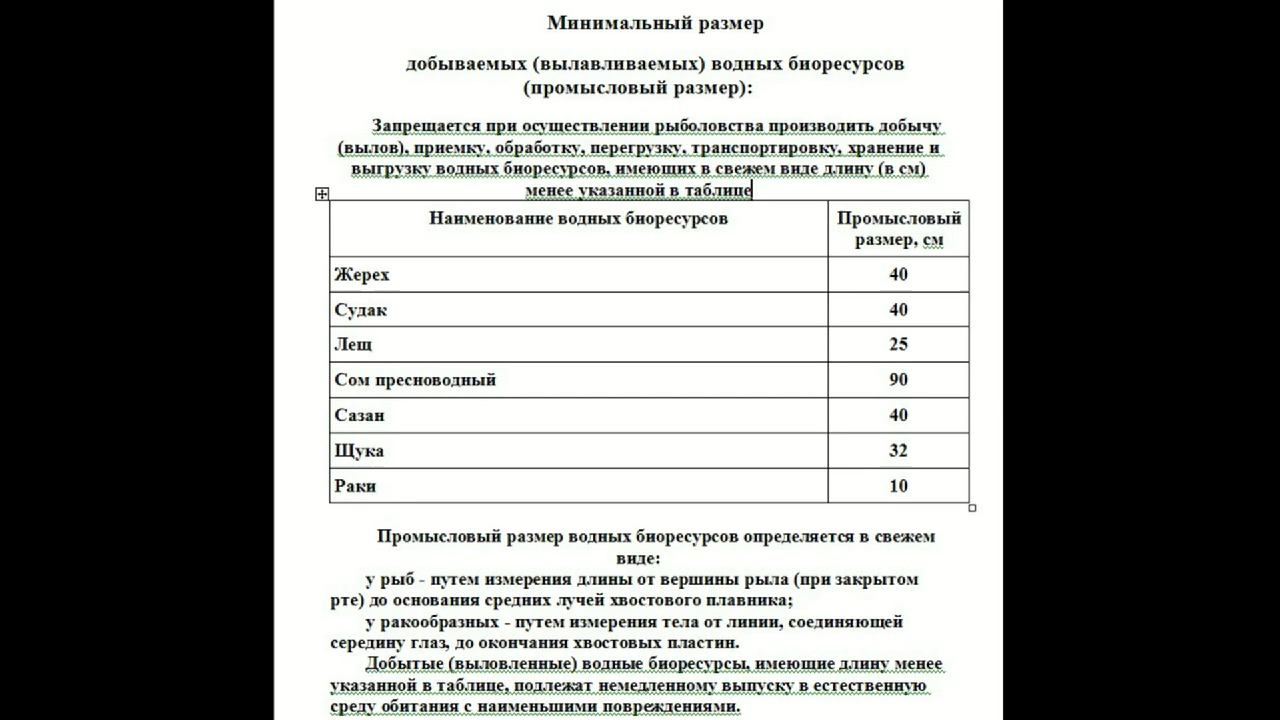 Минимальный размер
добываемых (вылавливаемых) водных биоресурсов
(промысловый размер):
Запрещается при осуществлении рыболовства производить добычу
(вылов), приемку, обработку, перегрузку, транспортировку, хранение и
выгрузку водных биоресурсов, имеющих в свежем виде длину (в см)
менее указанной в таблице
Наименование водных биоресурсов Промысловый
размер, см
Жерех 40
Судак 40
Лещ 25
Сом пресноводный 90
Сазан 40
Щука 32
Раки 10
Промысловый размер водных биоресурсов определяется в свежем
виде:
у рыб - путем измерения длины от вершины рыла (при закрытом
рте) до основания средних лучей хвостового плавника;
у ракообразных - путем измерения тела от линии, соединяющей
середину глаз, до окончания хвостовых пластин.
Добытые (выловленные) водные биоресурсы, имеющие длину менее
указанной в таблице, подлежат немедленному выпуску в естественную
среду обитания с наименьшими повреждениями.